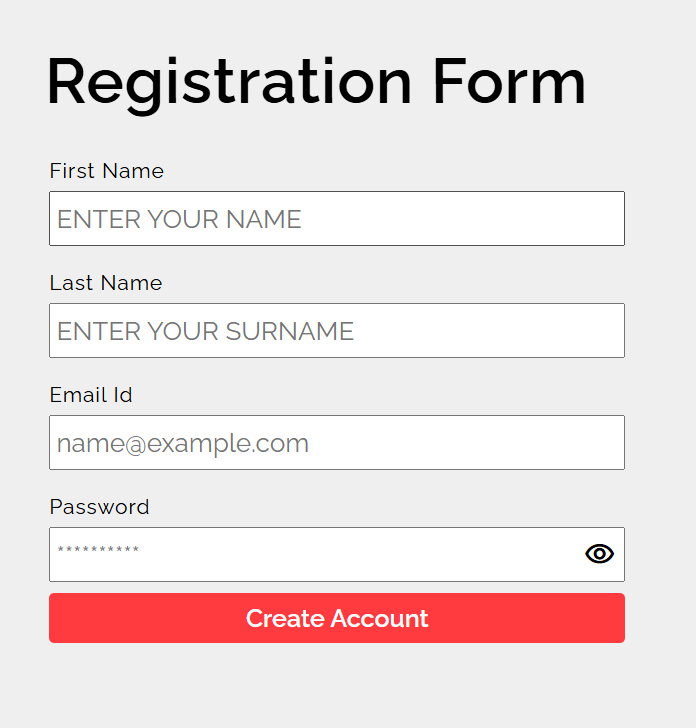 Registration Form
First Name
ENTER YOUR NAME
Last Name
ENTER YOUR SURNAME
Email Id
name@example.com
Password
**********
Create Account